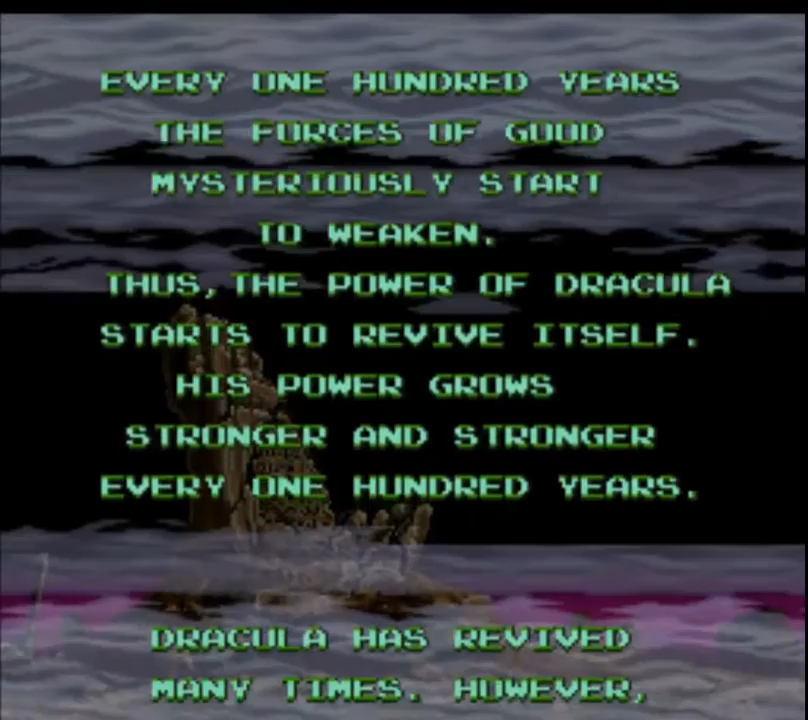 EVERY ONE HUNDRED YEARS
THE FORCES OF GOOD
MYSTERIOUSLY START
TO WEAKEN.
THUS,THE POWER OF DRACULA
STARTS TO REVIVE ITSELF.
HIS POWER GROWS
STRONGER AND STRONGER
EVERY ONE HUNDRED YEARS.
DRACULA HAS REVIVED
MANY TIMES. HOWEVER,